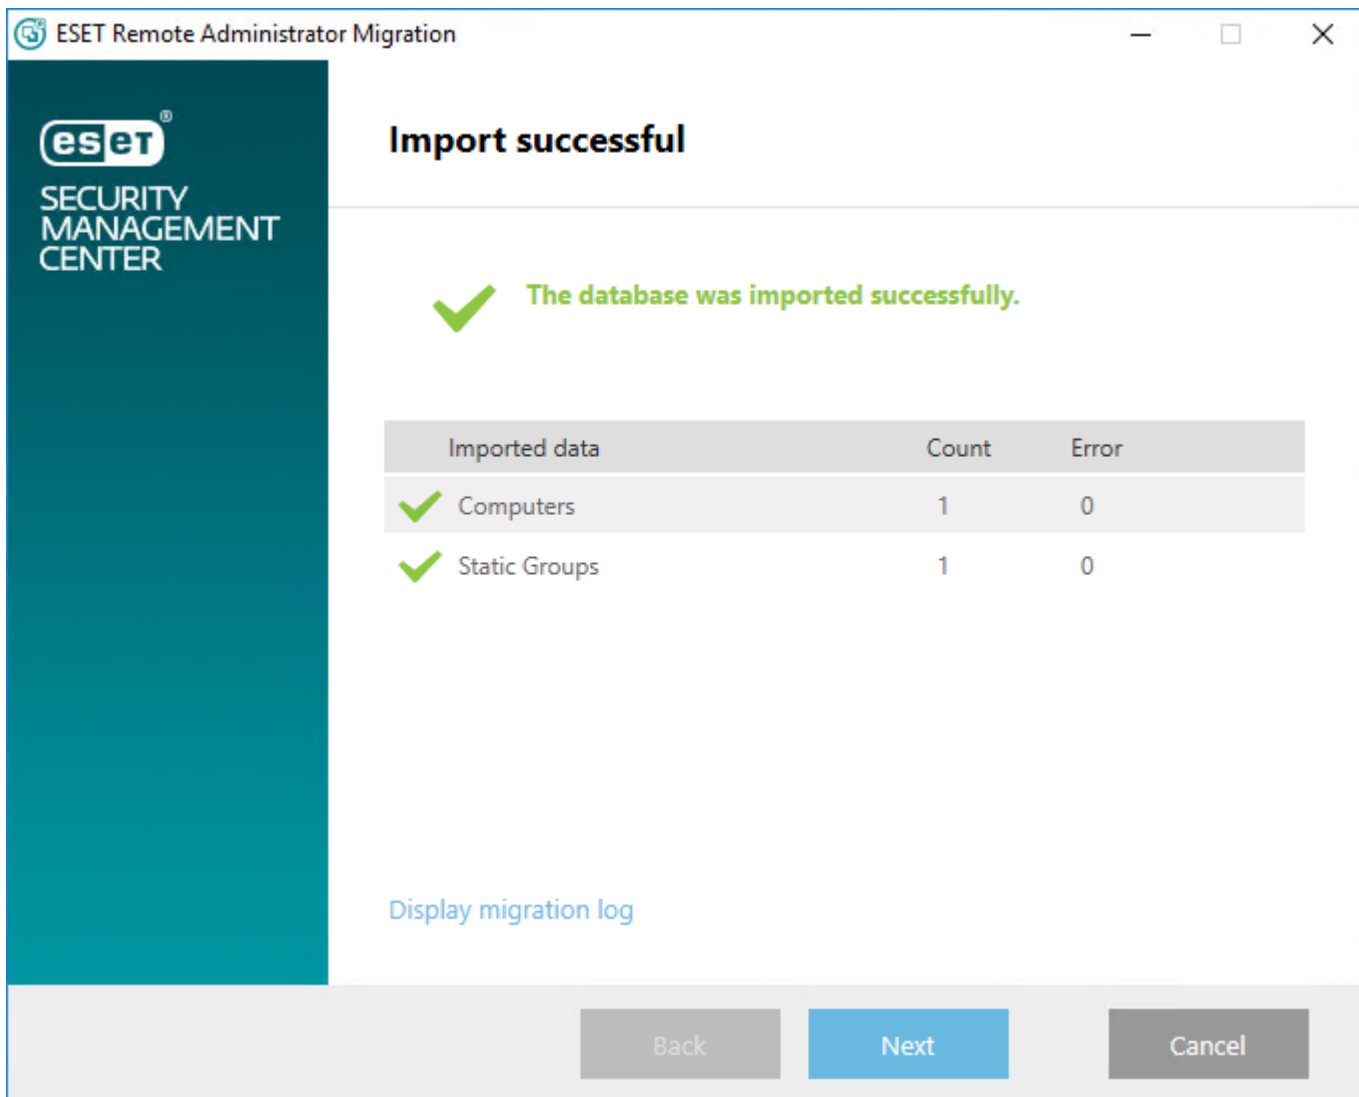 ESET Remote Administrator Migration
eseT®
SECURITY
MANAGEMENT
CENTER
Import successful
The database was imported successfully.
Imported data Count Error
Computers 1 0
Static Groups 1 0
Display migration log
Back Next Cancel